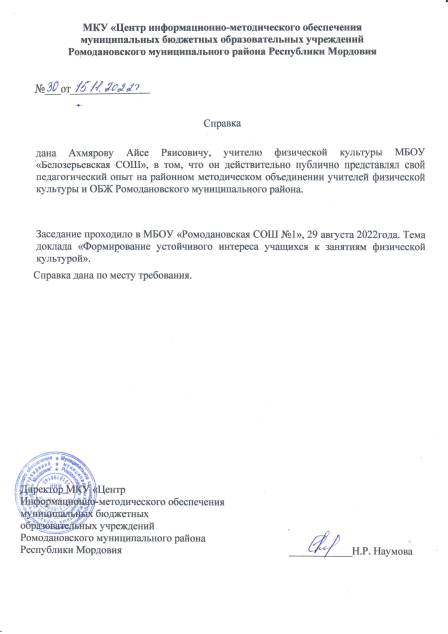 МКУ «Центр информационно-методического обеспечения
муниципальных бюджетных образовательных учреждений
Ромодановского муниципального района Республики Мордовия
№ 30 от 15.11.2022г
Справка
дана Ахмярову Айсе Ряисовичу, учителю физической культуры МБОУ
«Белозерьевская СОШ», в том, что он действительно публично представлял свой
педагогический опыт на районном методическом объединении учителей физической
культуры и ОБЖ Ромодановского муниципального района.
Заседание проходило в МБОУ «Ромодановская СОШ №1», 29 августа 2022года. Тема
доклада «Формирование устойчивого интереса учащихся к занятиям физической
культурой».
Справка дана по месту требования.
Директор МКУ «Центр
Информационно-методического обеспечения
муниципальных бюджетных
образовательных учреждений
Ромодановского муниципального района
Республики Мордовия
Н.Р. Наумова